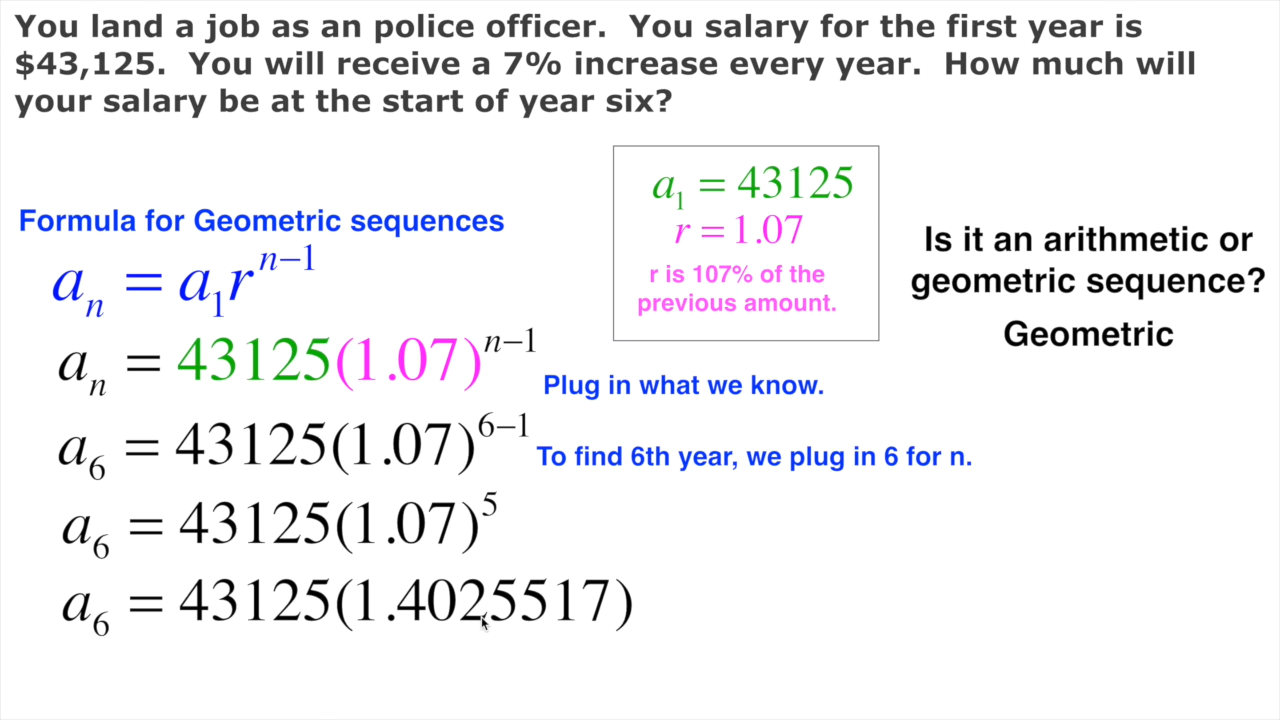 You land a job as an police officer.  You salary for the first year is
$43,125.  You will receive a 7% increase every year.  How much will
your salary be at the start of year six?
a₁ = 43125
r = 1.07
r is 107% of the
previous amount.
Is it an arithmetic or
geometric sequence?
Geometric
Formula for Geometric sequences
aₙ = a₁rⁿ⁻¹
aₙ = 43125(1.07)ⁿ⁻¹
Plug in what we know.
a₆ = 43125(1.07)⁶⁻¹
To find 6th year, we plug in 6 for n.
a₆ = 43125(1.07)⁵
a₆ = 43125(1.4025517)